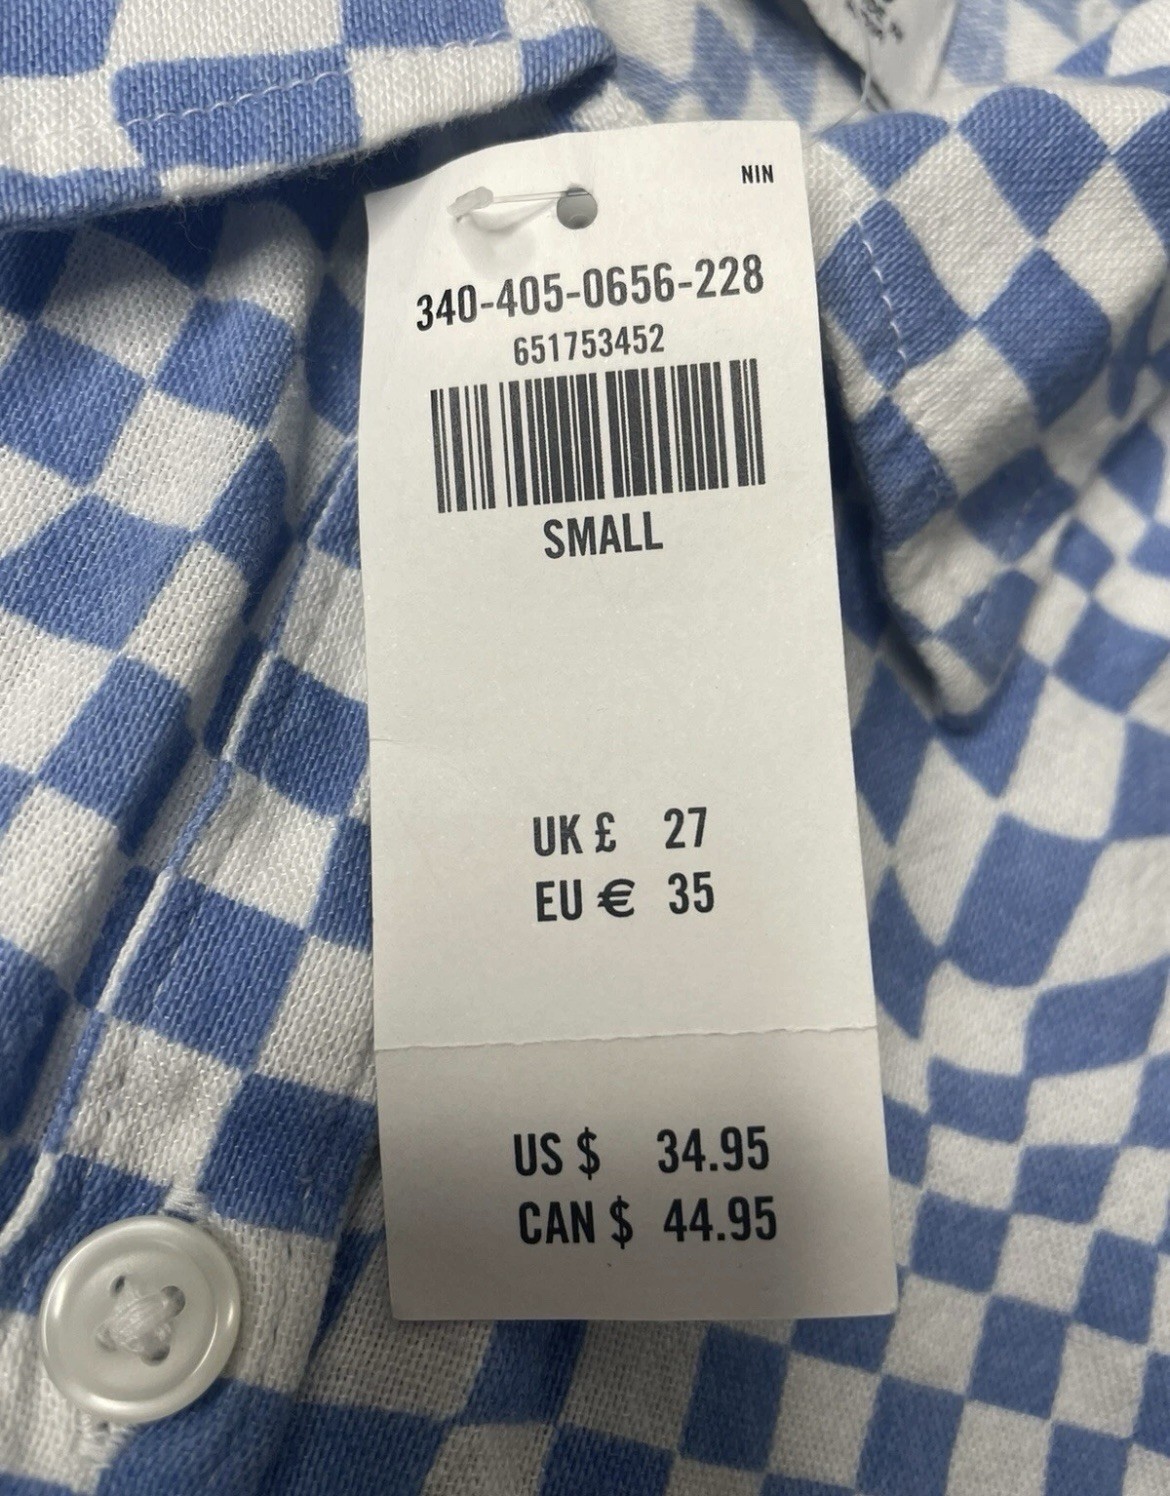 NIN
340-405-0656-228
651753452
SMALL
UK £ 27
EU € 35
US $ 34.95
CAN $ 44.95